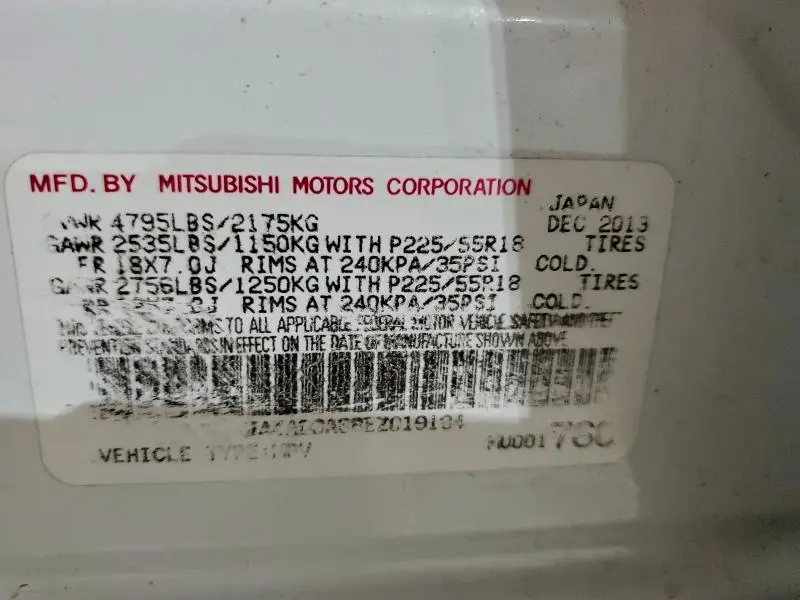 MFD. BY MITSUBISHI MOTORS CORPORATION
JAPAN
4795LBS/2175KG DEC 2013
GAWR 2535LBS/1150KG WITH P225/55R18 TIRES
FR 18X7.0J RIMS AT 240KPA/35PSI COLD.
GAWR 2756LBS/1250KG WITH P225/55R18 TIRES
RIMS AT 240KPA/35PSI COLD.
TO ALL APPLICABLE FEDERAL MOTOR VEHICLE SAFETY AND THEFT
PREVENTION STANDARDS IN EFFECT ON THE DATE OF MANUFACTURE SHOWN ABOVE
VEHICLE TYPE:MPV